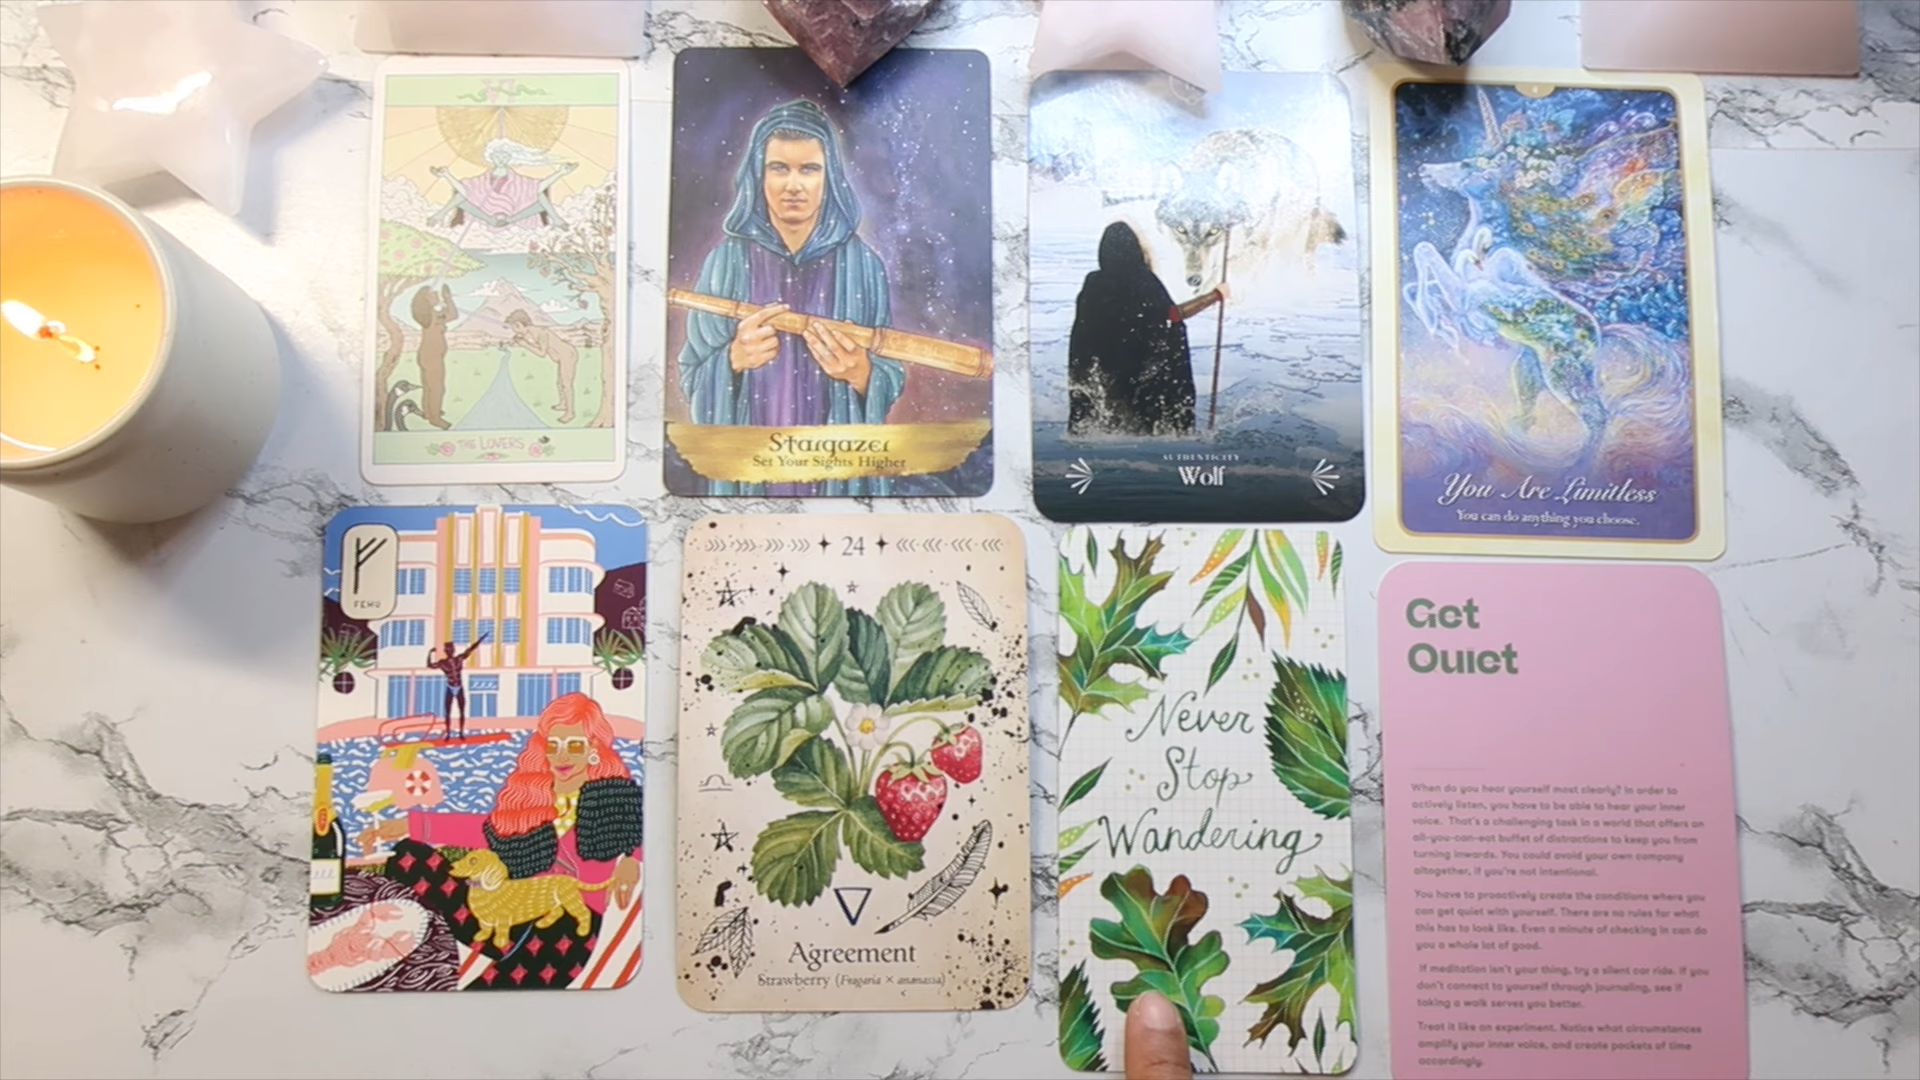 VI
THE LOVERS
Stargazer
Set Your Sights Higher
AUTHENTICITY
Wolf
You Are Limitless
You can do anything you choose.
FEHU
24
Agreement
Strawberry (Fragaria × ananassa)
Never
Stop
Wandering
Get
Quiet
When do you hear yourself most clearly? In order to
actively listen, you have to be able to hear your inner
voice. That's a challenging task in a world that offers an
all-you-can-eat buffet of distractions to keep you from
turning inwards. You could avoid your own company
altogether, if you're not intentional.
You have to proactively create the conditions where you
can get quiet with yourself. There are no rules for what
this has to look like. Even a minute of checking in can do
you a whole lot of good.
If meditation isn't your thing, try a silent car ride. If you
don't connect to yourself through journaling, see if
taking a walk serves you better.
Treat it like an experiment. Notice what circumstances
amplify your inner voice, and create pockets of time
accordingly.